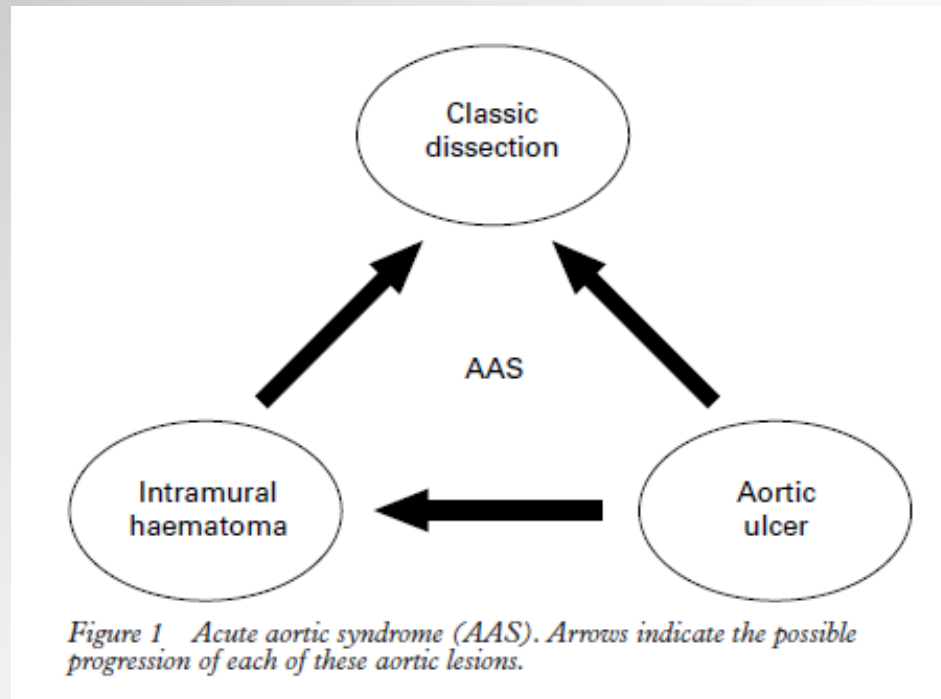 Classic
dissection
AAS
Intramural
haematoma
Aortic
ulcer
Figure 1 Acute aortic syndrome (AAS). Arrows indicate the possible
progression of each of these aortic lesions.